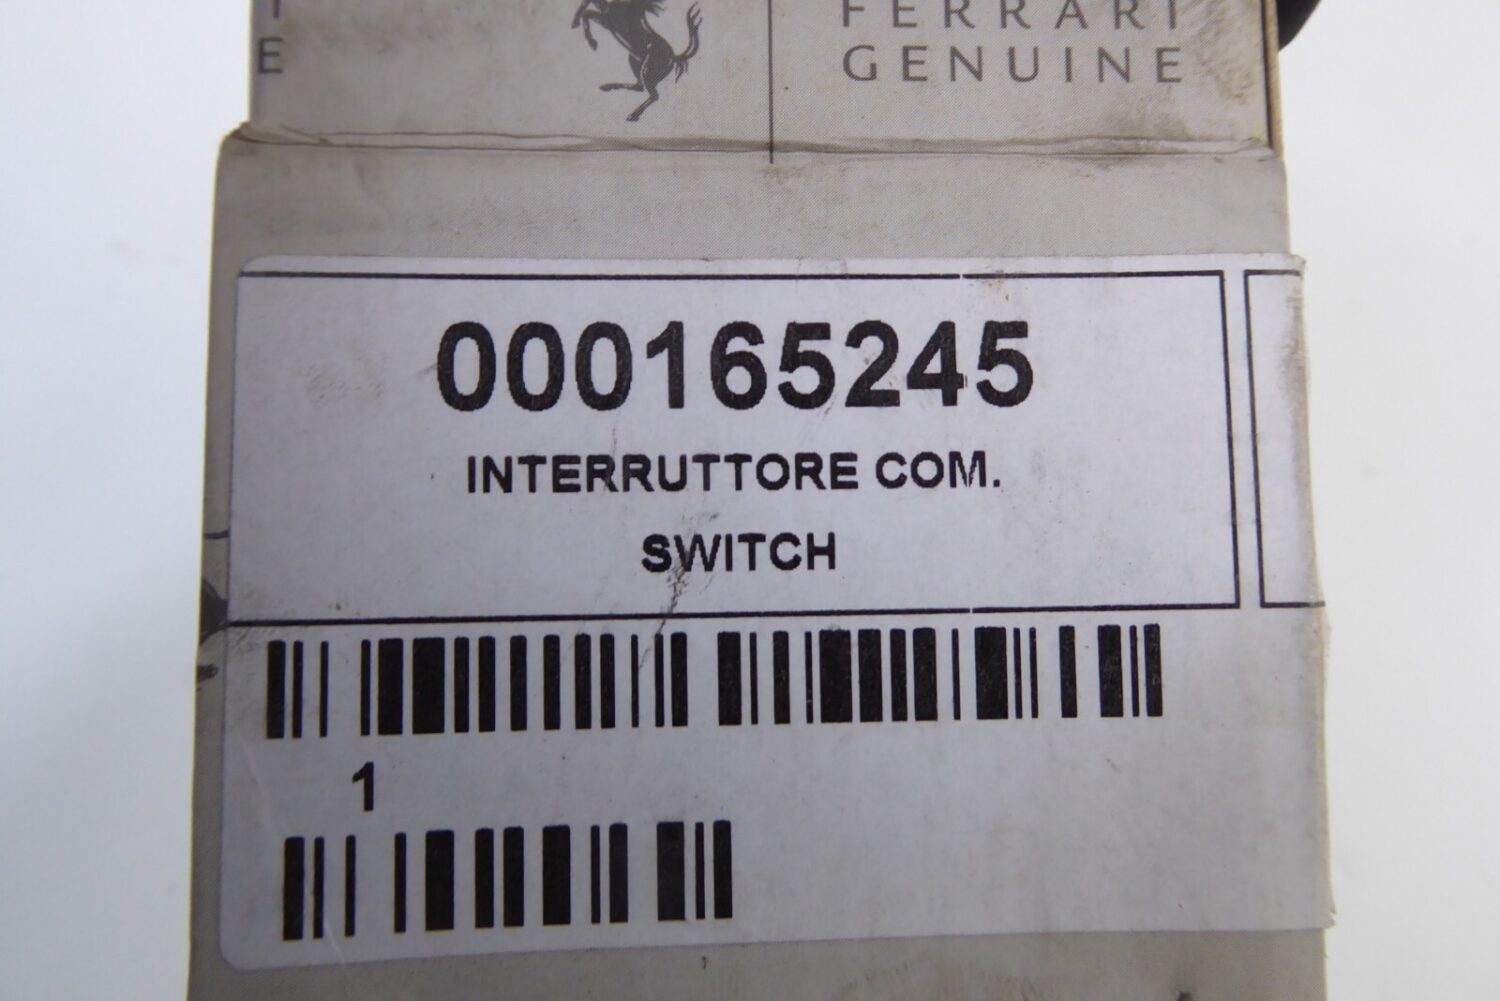 E
FERRARI
GENUINE
000165245
INTERRUTTORE COM.
SWITCH
1